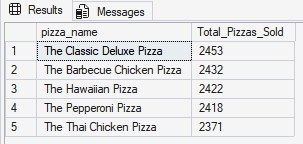 Results Messages
pizza_name Total_Pizzas_Sold
1 The Classic Deluxe Pizza 2453
2 The Barbecue Chicken Pizza 2432
3 The Hawaiian Pizza 2422
4 The Pepperoni Pizza 2418
5 The Thai Chicken Pizza 2371